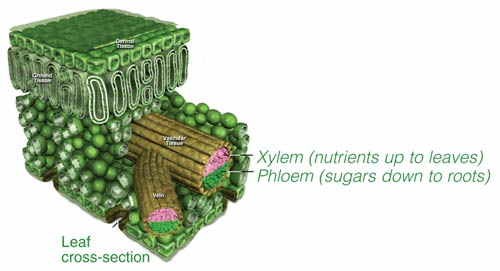 Dermal
Tissue
Ground
Tissue
Vascular
Tissue
Xylem (nutrients up to leaves)
Phloem (sugars down to roots)
Vein
Leaf
cross-section